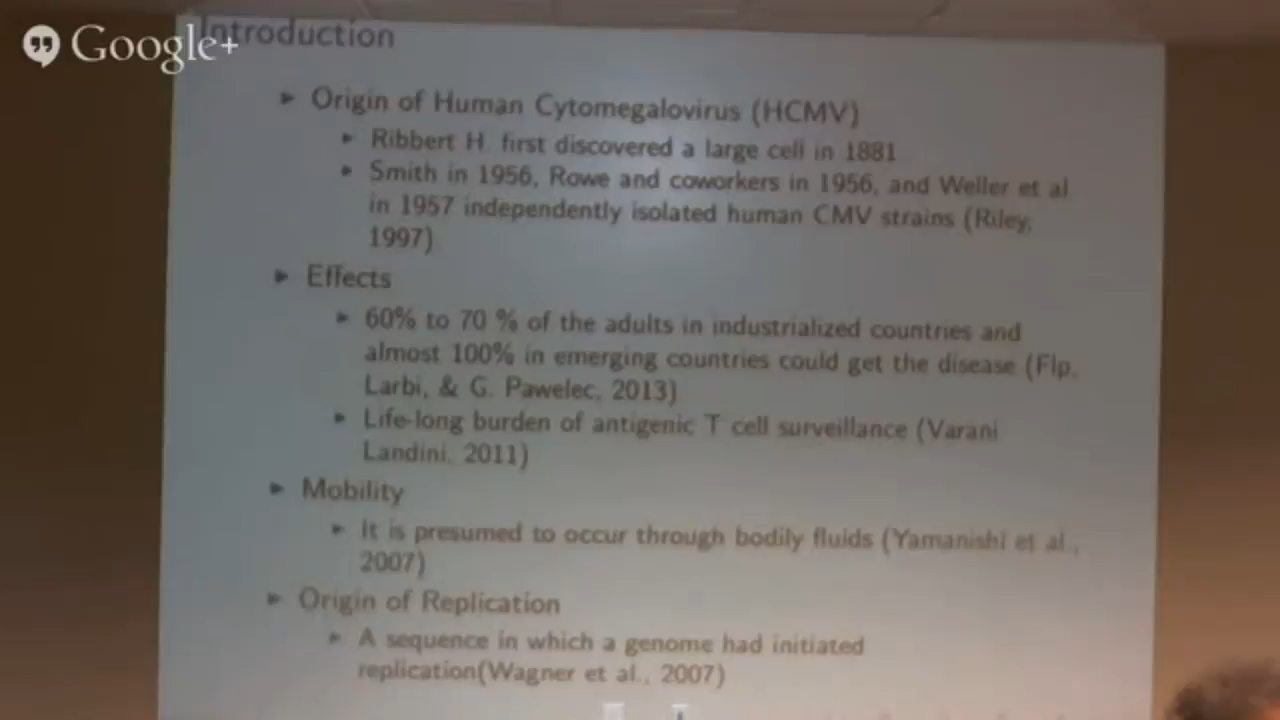 Google+
Introduction
Origin of Human Cytomegalovirus (HCMV)
Ribbert H. first discovered a large cell in 1881
Smith in 1956, Rowe and coworkers in 1956, and Weller et al
in 1957 independently isolated human CMV strains (Riley,
1997)
Effects
60% to 70 % of the adults in industrialized countries and
almost 100% in emerging countries could get the disease (Flp,
Larbi, & G. Pawelec, 2013)
Life-long burden of antigenic T cell surveillance (Varani
Landini, 2011)
Mobility
It is presumed to occur through bodily fluids (Yamanishi et al.,
2007)
Origin of Replication
A sequence in which a genome had initiated
replication(Wagner et al., 2007)